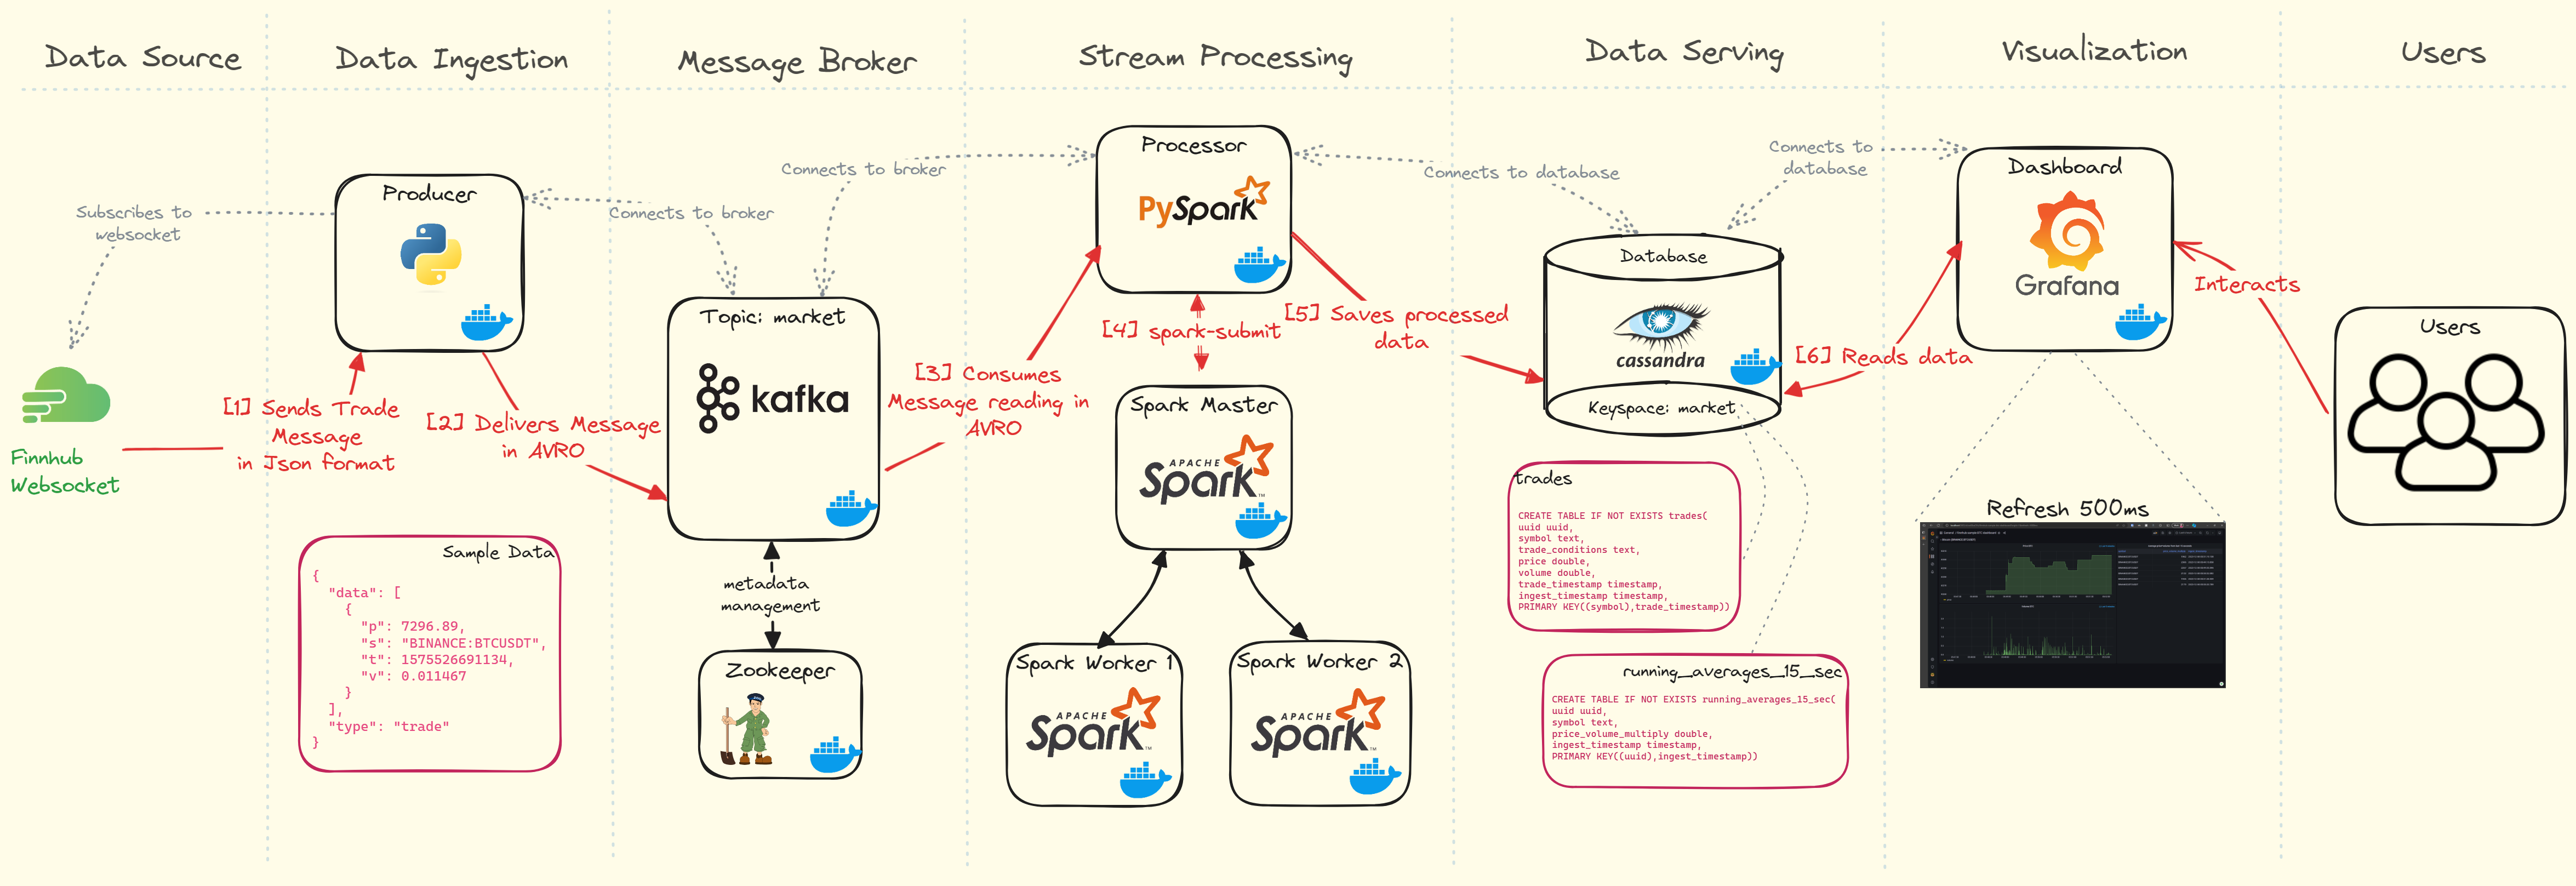 Data Source
Data Ingestion
Message Broker
Stream Processing
Data Serving
Visualization
Users
Subscribes to
websocket
Finnhub
Websocket
[1] Sends Trade
Message
in Json format
Producer
[2] Delivers Message
in AVRO
Sample Data
{
"data": [
{
"p": 7296.89,
"s": "BINANCE:BTCUSDT",
"t": 1575526691134,
"v": 0.011467
}
],
"type": "trade"
}
Connects to broker
Connects to broker
Topic: market
kafka
metadata
management
Zookeeper
[3] Consumes
Message reading in
AVRO
Processor
PySpark
[4] spark-submit
Spark Master
APACHE
Spark™
Spark Worker 1
APACHE
Spark™
Spark Worker 2
APACHE
Spark™
[5] Saves processed
data
Connects to database
Connects to
database
Database
cassandra
Keyspace: market
trades
CREATE TABLE IF NOT EXISTS trades(
uuid uuid,
symbol text,
trade_conditions text,
price double,
volume double,
trade_timestamp timestamp,
ingest_timestamp timestamp,
PRIMARY KEY((symbol),trade_timestamp))
running_averages_15_sec
CREATE TABLE IF NOT EXISTS running_averages_15_sec(
uuid uuid,
symbol text,
price_volume_multiply double,
ingest_timestamp timestamp,
PRIMARY KEY((uuid),ingest_timestamp))
[6] Reads data
Dashboard
Grafana
Refresh 500ms
Interacts
Users